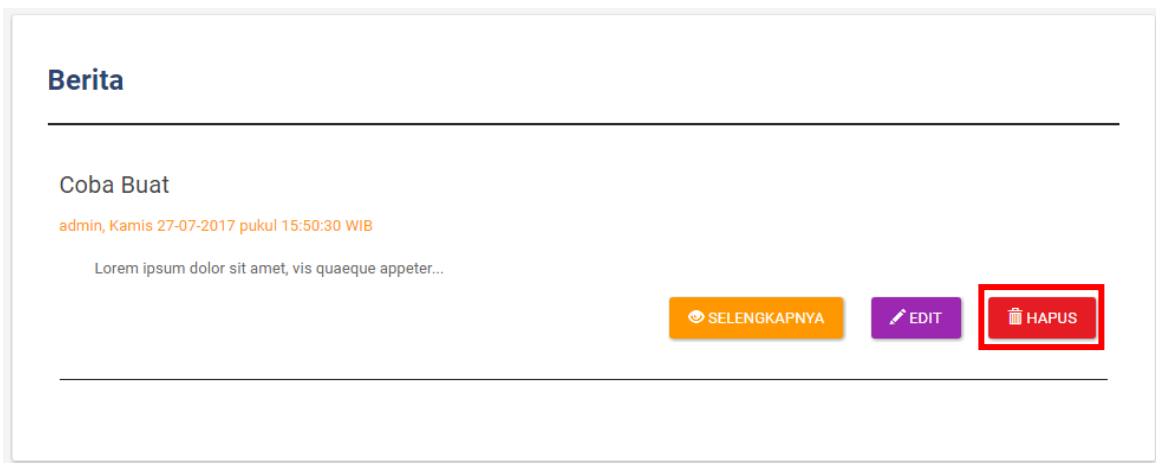 Berita
Coba Buat
admin, Kamis 27-07-2017 pukul 15:50:30 WIB
Lorem ipsum dolor sit amet, vis quaeque appeter...
SELENGKAPNYA EDIT HAPUS